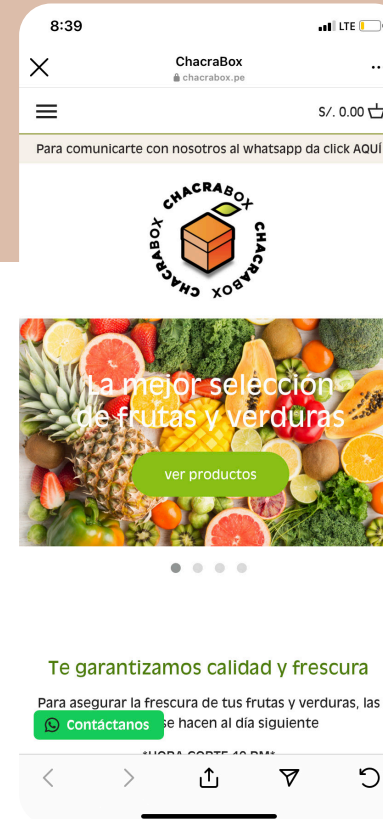 8:39
LTE
ChacraBox
chacrabox.pe
S/. 0.00
Para comunicarte con nosotros al whatsapp da click AQUÍ
CHACRABOX
CHACRABOX
CHACRABOX
La mejor selección
de frutas y verduras
ver productos
Te garantizamos calidad y frescura
Para asegurar la frescura de tus frutas y verduras, las
se hacen al día siguiente
Contáctanos